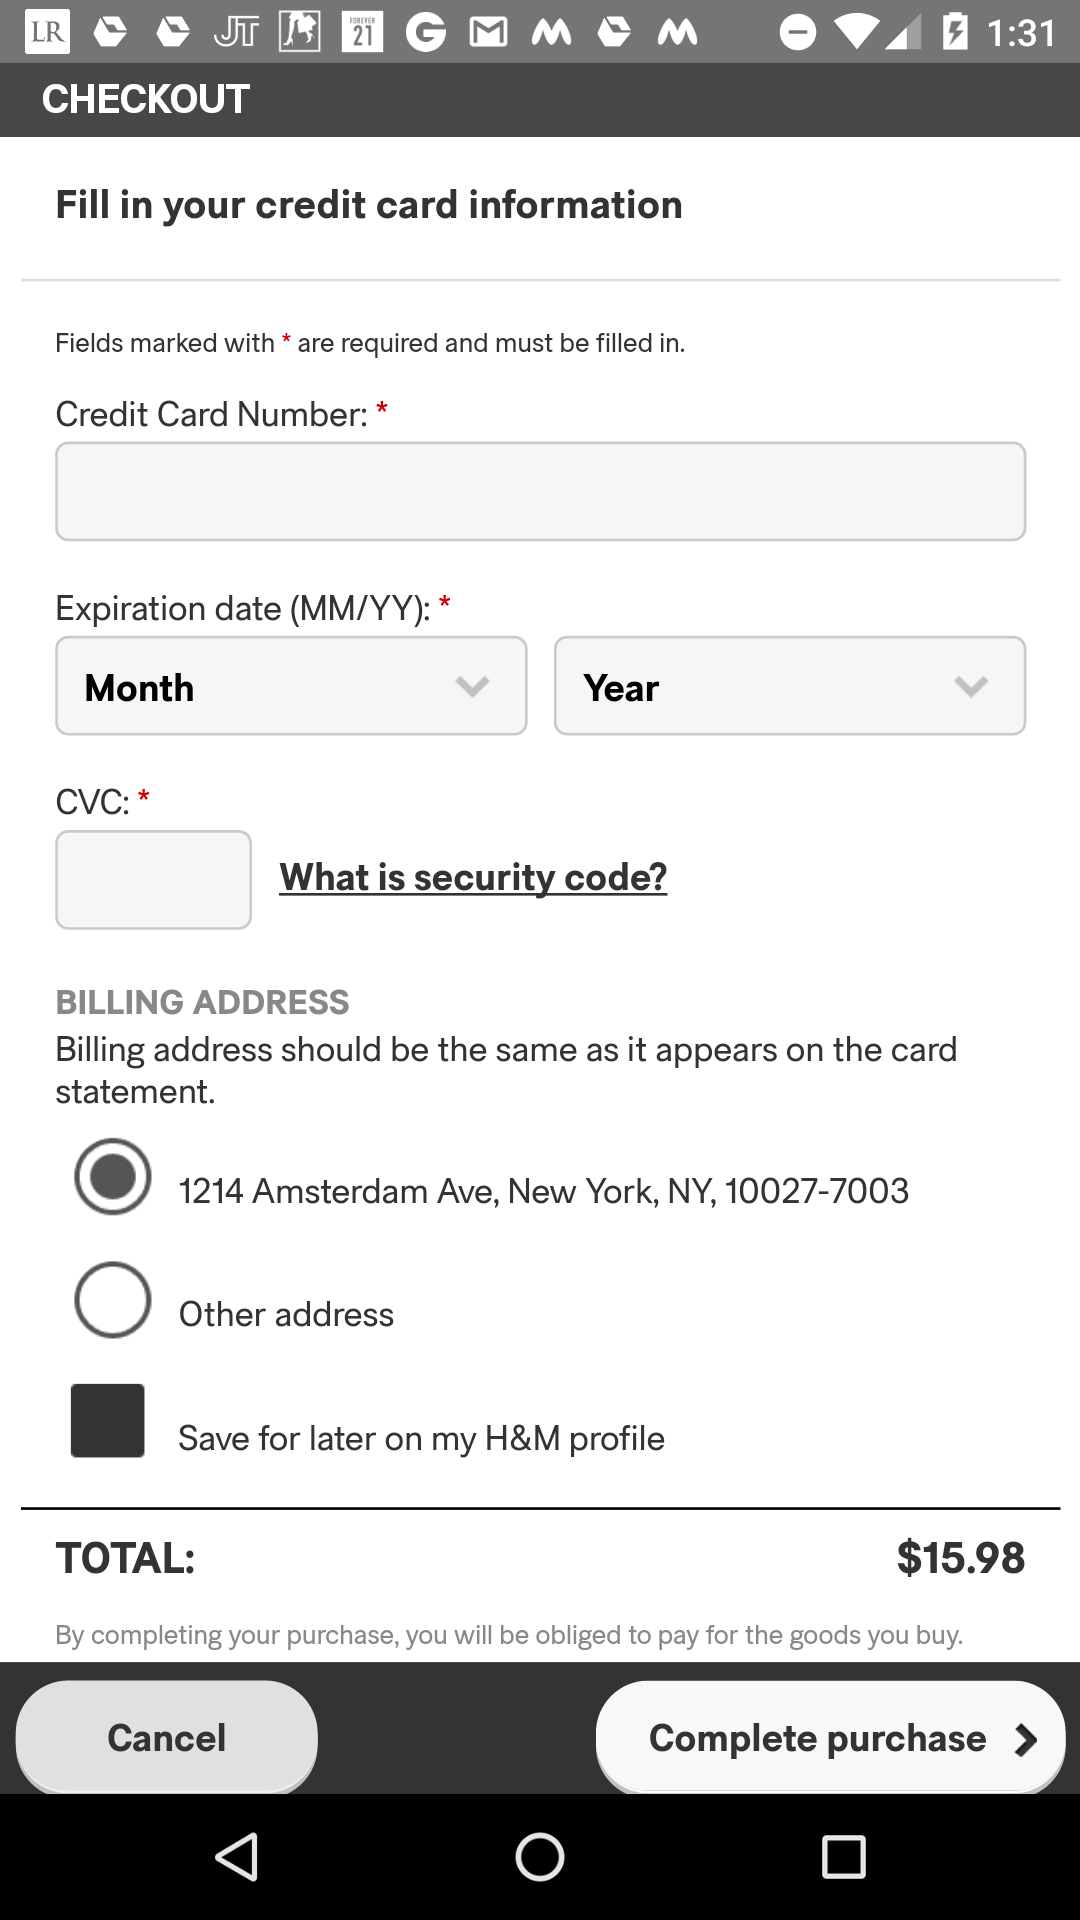 LR JT FOREVER 21 G M 1:31
CHECKOUT
Fill in your credit card information
Fields marked with * are required and must be filled in.
Credit Card Number: *
Expiration date (MM/YY): *
Month Year
CVC: *
What is security code?
BILLING ADDRESS
Billing address should be the same as it appears on the card
statement.
1214 Amsterdam Ave, New York, NY, 10027-7003
Other address
Save for later on my H&M profile
TOTAL: $15.98
By completing your purchase, you will be obliged to pay for the goods you buy.
Cancel Complete purchase